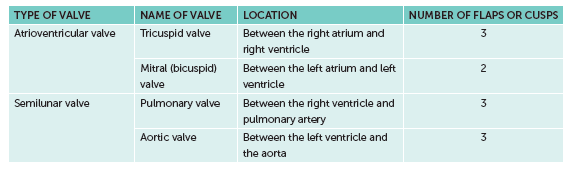 TYPE OF VALVE NAME OF VALVE LOCATION NUMBER OF FLAPS OR CUSPS
Atrioventricular valve Tricuspid valve Between the right atrium and 3
right ventricle
Mitral (bicuspid) Between the left atrium and left 2
valve ventricle
Semilunar valve Pulmonary valve Between the right ventricle and 3
pulmonary artery
Aortic valve Between the left ventricle and 3
the aorta